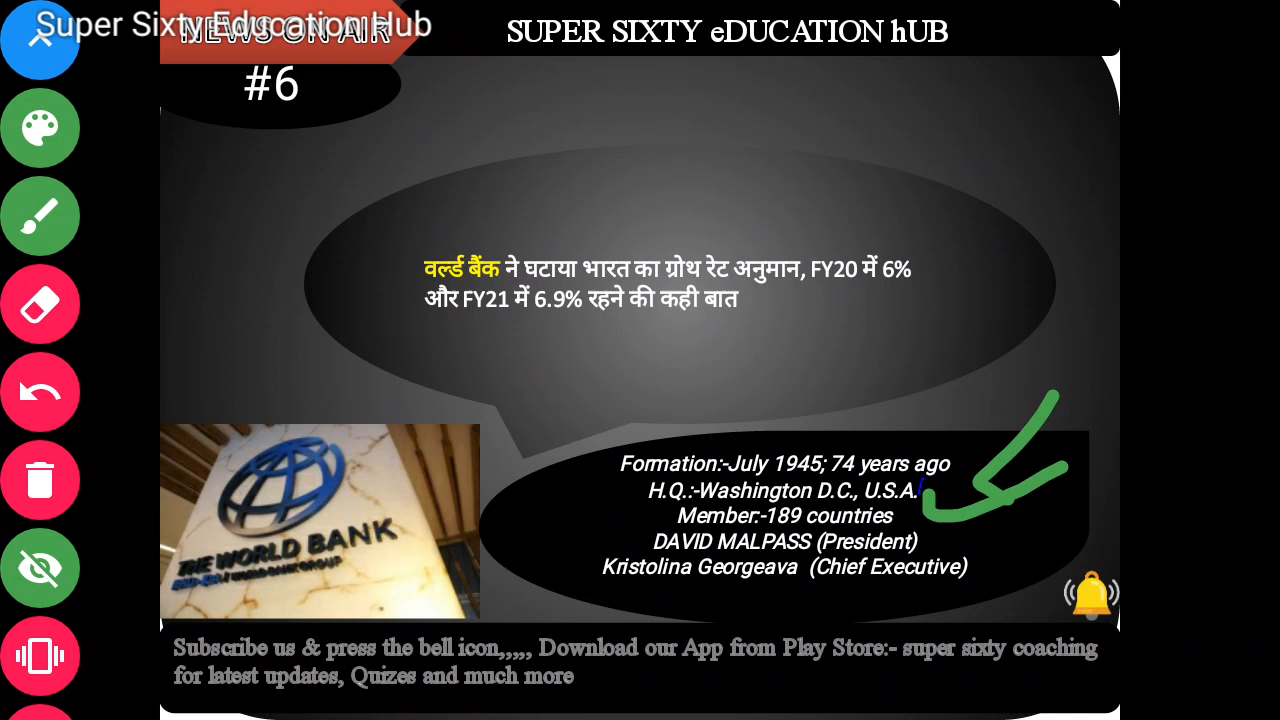 Super Sixty Education Hub
NEWS ON AIR
SUPER SIXTY eDUCATION hUB
#6
वर्ल्ड बैंक ने घटाया भारत का ग्रोथ रेट अनुमान, FY20 में 6%
और FY21 में 6.9% रहने की कही बात
THE WORLD BANK
WORLD BANK GROUP
Formation:-July 1945; 74 years ago
H.Q.:-Washington D.C., U.S.A.[
Member:-189 countries
DAVID MALPASS (President)
Kristolina Georgeava (Chief Executive)
Subscribe us & press the bell icon,,,,, Download our App from Play Store:- super sixty coaching
for latest updates, Quizes and much more